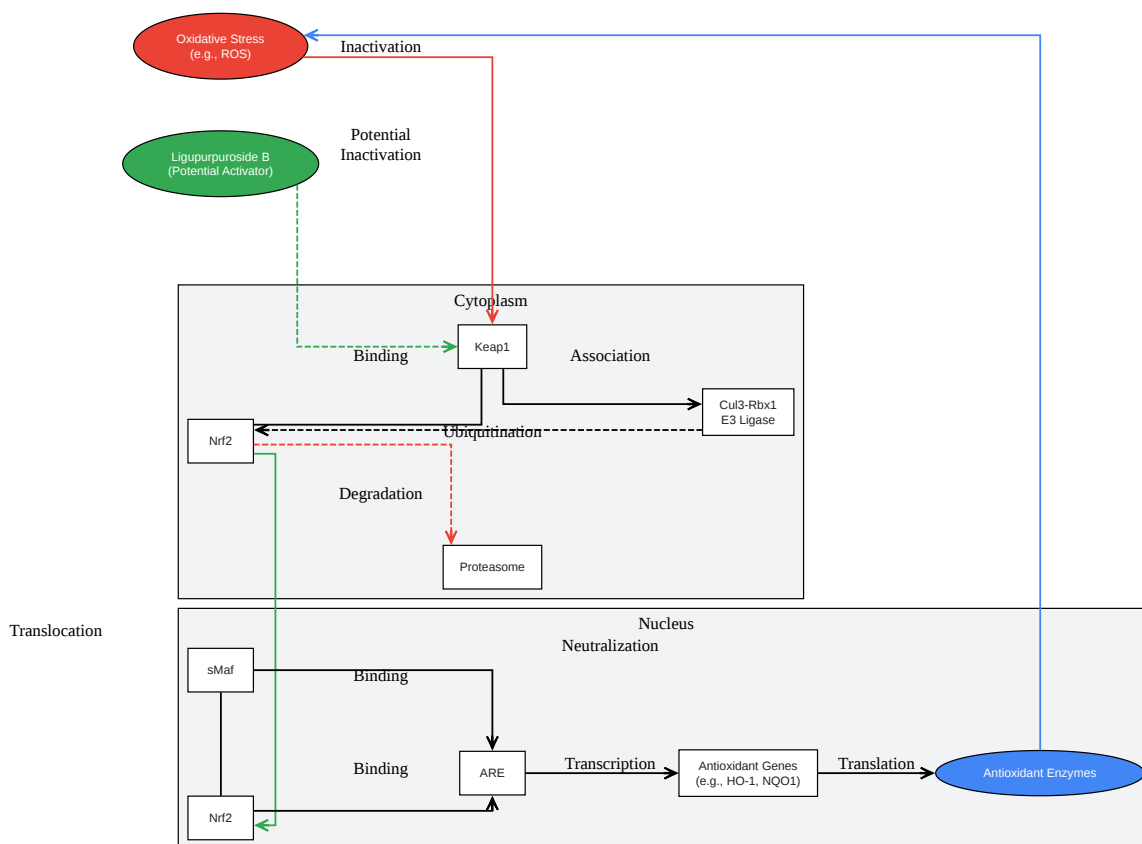 Oxidative Stress
(e.g., ROS)
Inactivation
Ligupurpuroside B
(Potential Activator)
Potential
Inactivation
Cytoplasm
Keap1
Binding
Association
Cul3-Rbx1
E3 Ligase
Nrf2
Ubiquitination
Degradation
Proteasome
Translocation
Nucleus
Neutralization
sMaf
Binding
Binding
ARE
Transcription
Antioxidant Genes
(e.g., HO-1, NQO1)
Translation
Antioxidant Enzymes
Nrf2